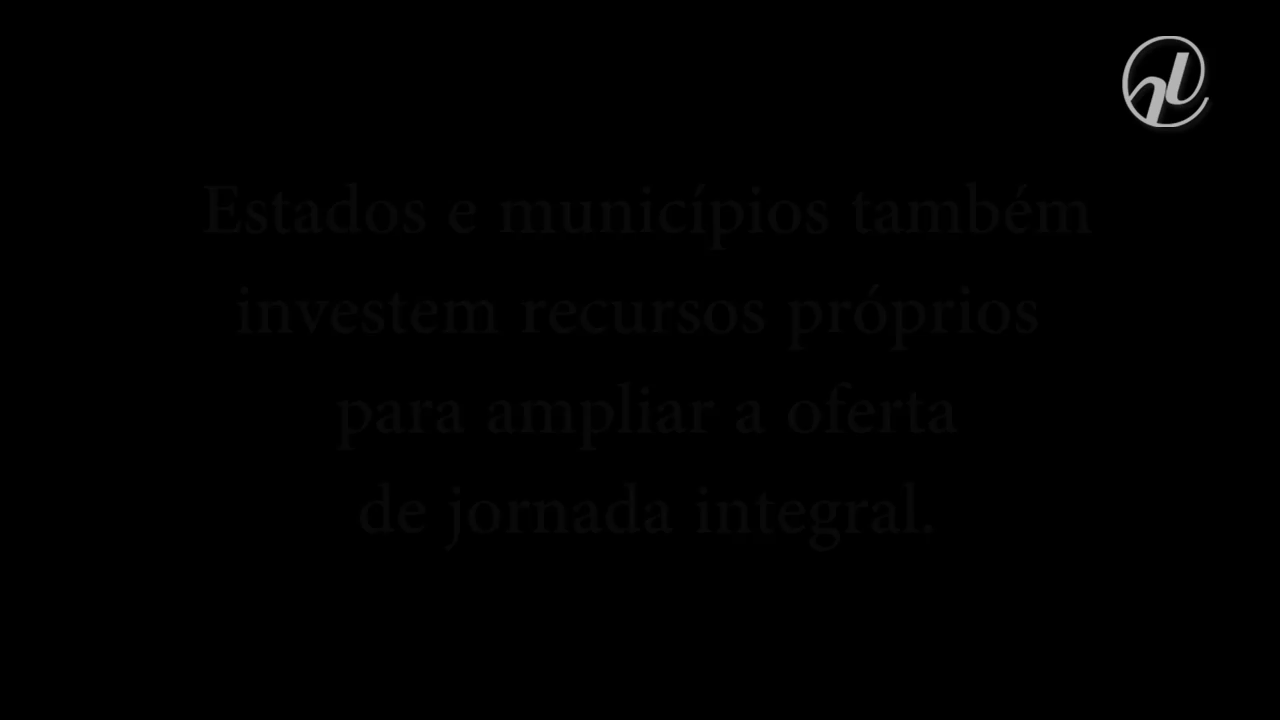 Estados e municípios também
investem recursos próprios
para ampliar a oferta
de jornada integral.